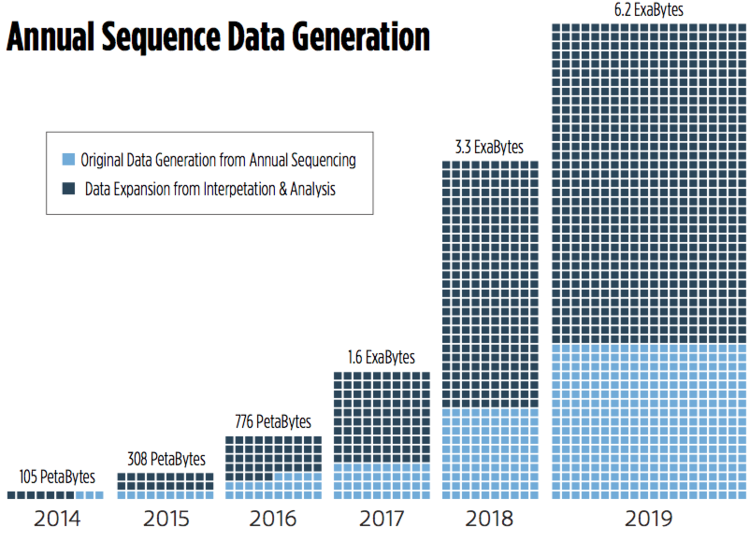 Annual Sequence Data Generation
6.2 ExaBytes
Original Data Generation from Annual Sequencing
Data Expansion from Interpetation & Analysis
3.3 ExaBytes
1.6 ExaBytes
776 PetaBytes
308 PetaBytes
105 PetaBytes
2014 2015 2016 2017 2018 2019